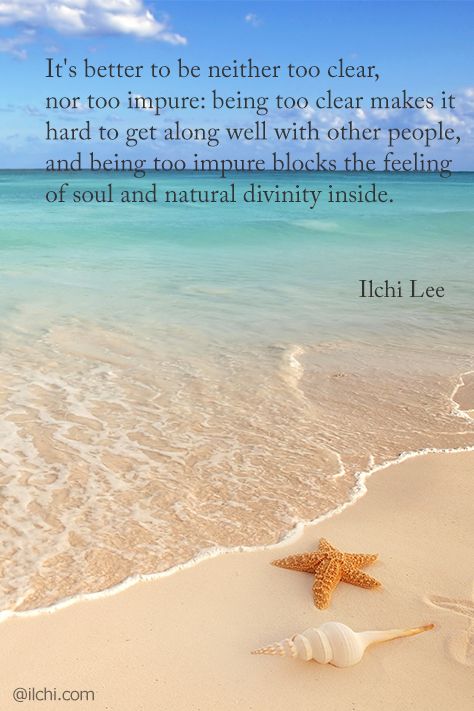 It's better to be neither too clear,
nor too impure: being too clear makes it
hard to get along well with other people,
and being too impure blocks the feeling
of soul and natural divinity inside.
Ilchi Lee
@ilchi.com